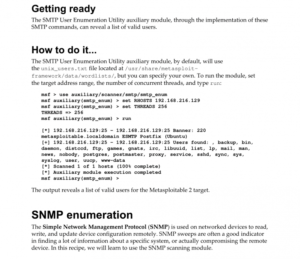 Getting ready
The SMTP User Enumeration Utility auxiliary module, through the implementation of these
SMTP commands, can reveal a list of valid users.
How to do it...
The SMTP User Enumeration Utility auxiliary module, by default, will use
the unix_users.txt file located at /usr/share/metasploit-
framework/data/wordlists/, but you can specify your own. To run the module, set
the target address range, the number of concurrent threads, and type run:
msf > use auxiliary/scanner/smtp/smtp_enum
msf auxiliary(smtp_enum) > set RHOSTS 192.168.216.129
msf auxiliary(smtp_enum) > set THREADS 256
THREADS => 256
msf auxiliary(smtp_enum) > run
[*] 192.168.216.129:25 - 192.168.216.129:25 Banner: 220
metasploitable.localdomain ESMTP Postfix (Ubuntu)
[+] 192.168.216.129:25 - 192.168.216.129:25 Users found: , backup, bin,
daemon, distccd, ftp, games, gnats, irc, libuuid, list, lp, mail, man,
news, nobody, postgres, postmaster, proxy, service, sshd, sync, sys,
syslog, user, uucp, www-data
[*] Scanned 1 of 1 hosts (100% complete)
[*] Auxiliary module execution completed
msf auxiliary(smtp_enum) >
The output reveals a list of valid users for the Metasploitable 2 target.
SNMP enumeration
The Simple Network Management Protocol (SNMP) is used on networked devices to read,
write, and update device configuration remotely. SNMP sweeps are often a good indicator
in finding a lot of information about a specific system, or actually compromising the remote
device. In this recipe, we will learn to use the SNMP scanning module.